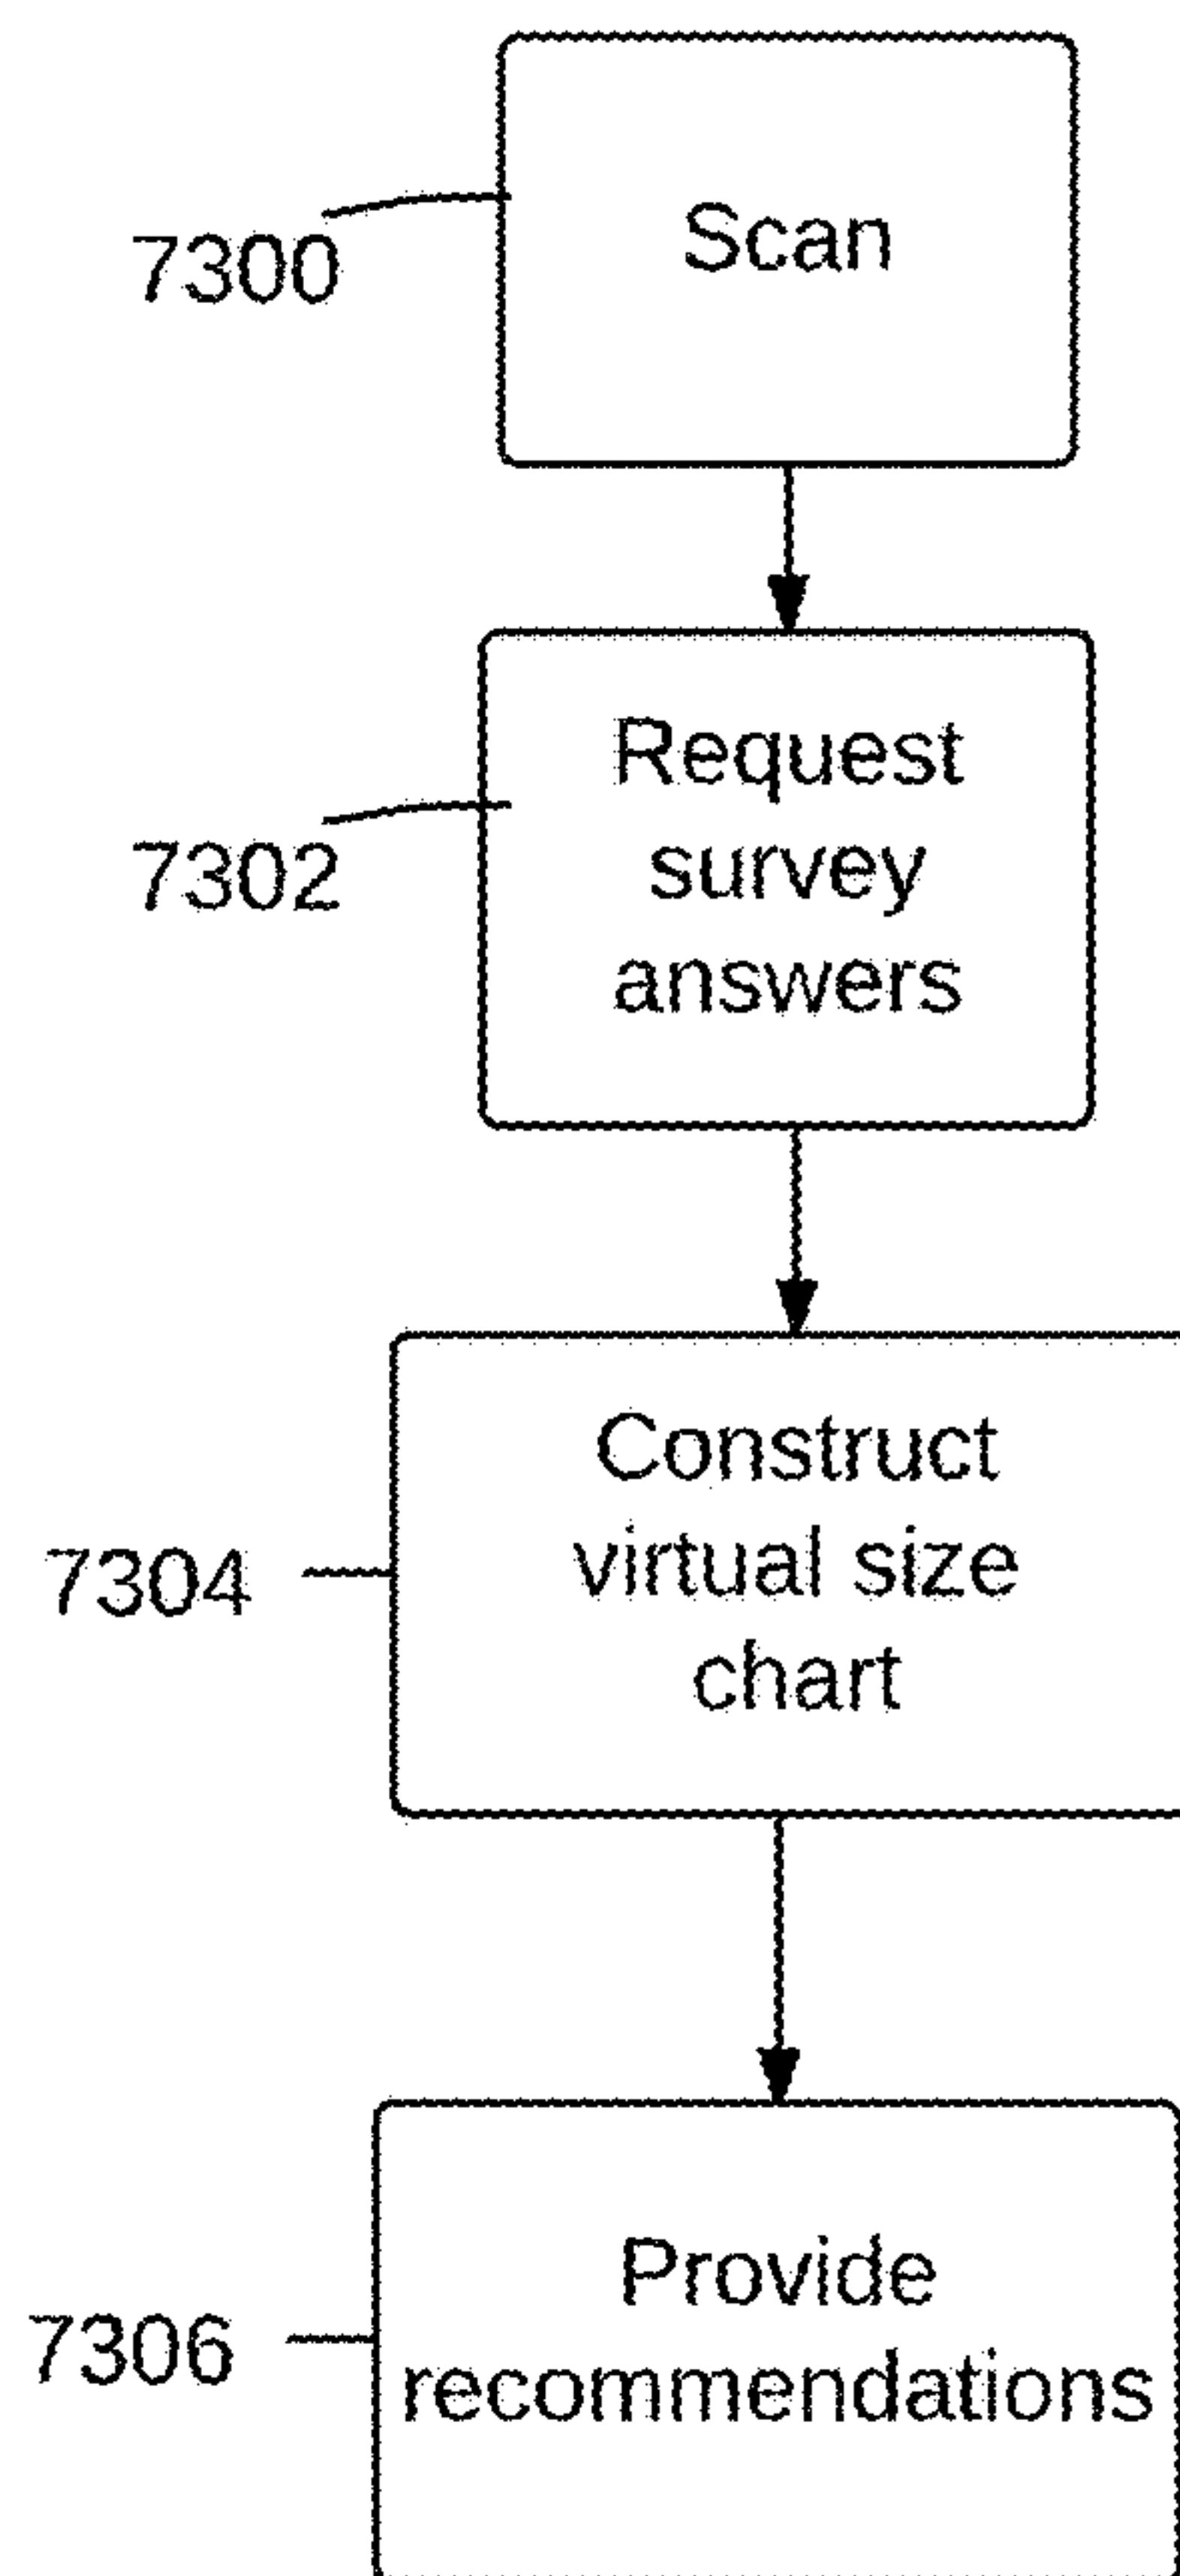 Scan
7300
Request
survey
answers
7302
Construct
virtual size
chart
7304
Provide
recommendations
7306